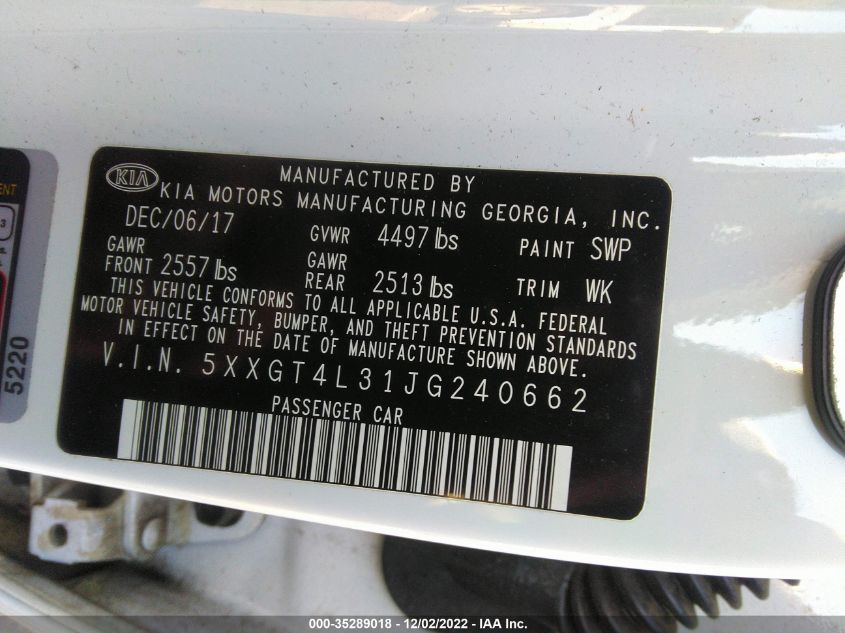 MANUFACTURED BY
KIA KIA MOTORS MANUFACTURING GEORGIA, INC.
DEC/06/17 GVWR 4497 lbs PAINT SWP
GAWR FRONT 2557 lbs GAWR REAR 2513 lbs TRIM WK
THIS VEHICLE CONFORMS TO ALL APPLICABLE U.S.A. FEDERAL
MOTOR VEHICLE SAFETY, BUMPER, AND THEFT PREVENTION STANDARDS
IN EFFECT ON THE DATE OF MANUFACTURE SHOWN ABOVE.
V.I.N. 5XXGT4L31JG240662
PASSENGER CAR
ENT
3
5220
000-35289018 - 12/02/2022 - IAA Inc.